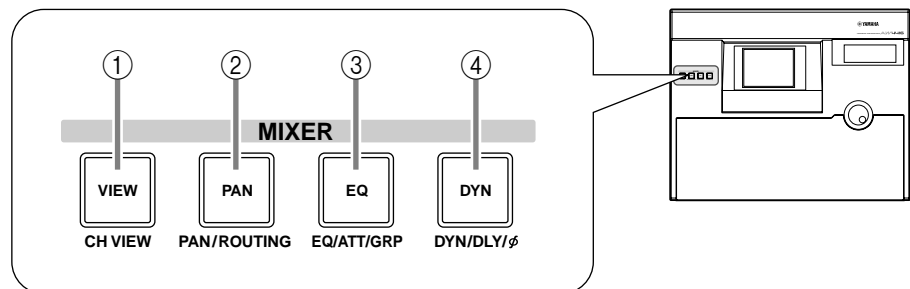 ① ② ③ ④
MIXER
VIEW PAN EQ DYN
CH VIEW PAN/ROUTING EQ/ATT/GRP DYN/DLY/ø
YAMAHA